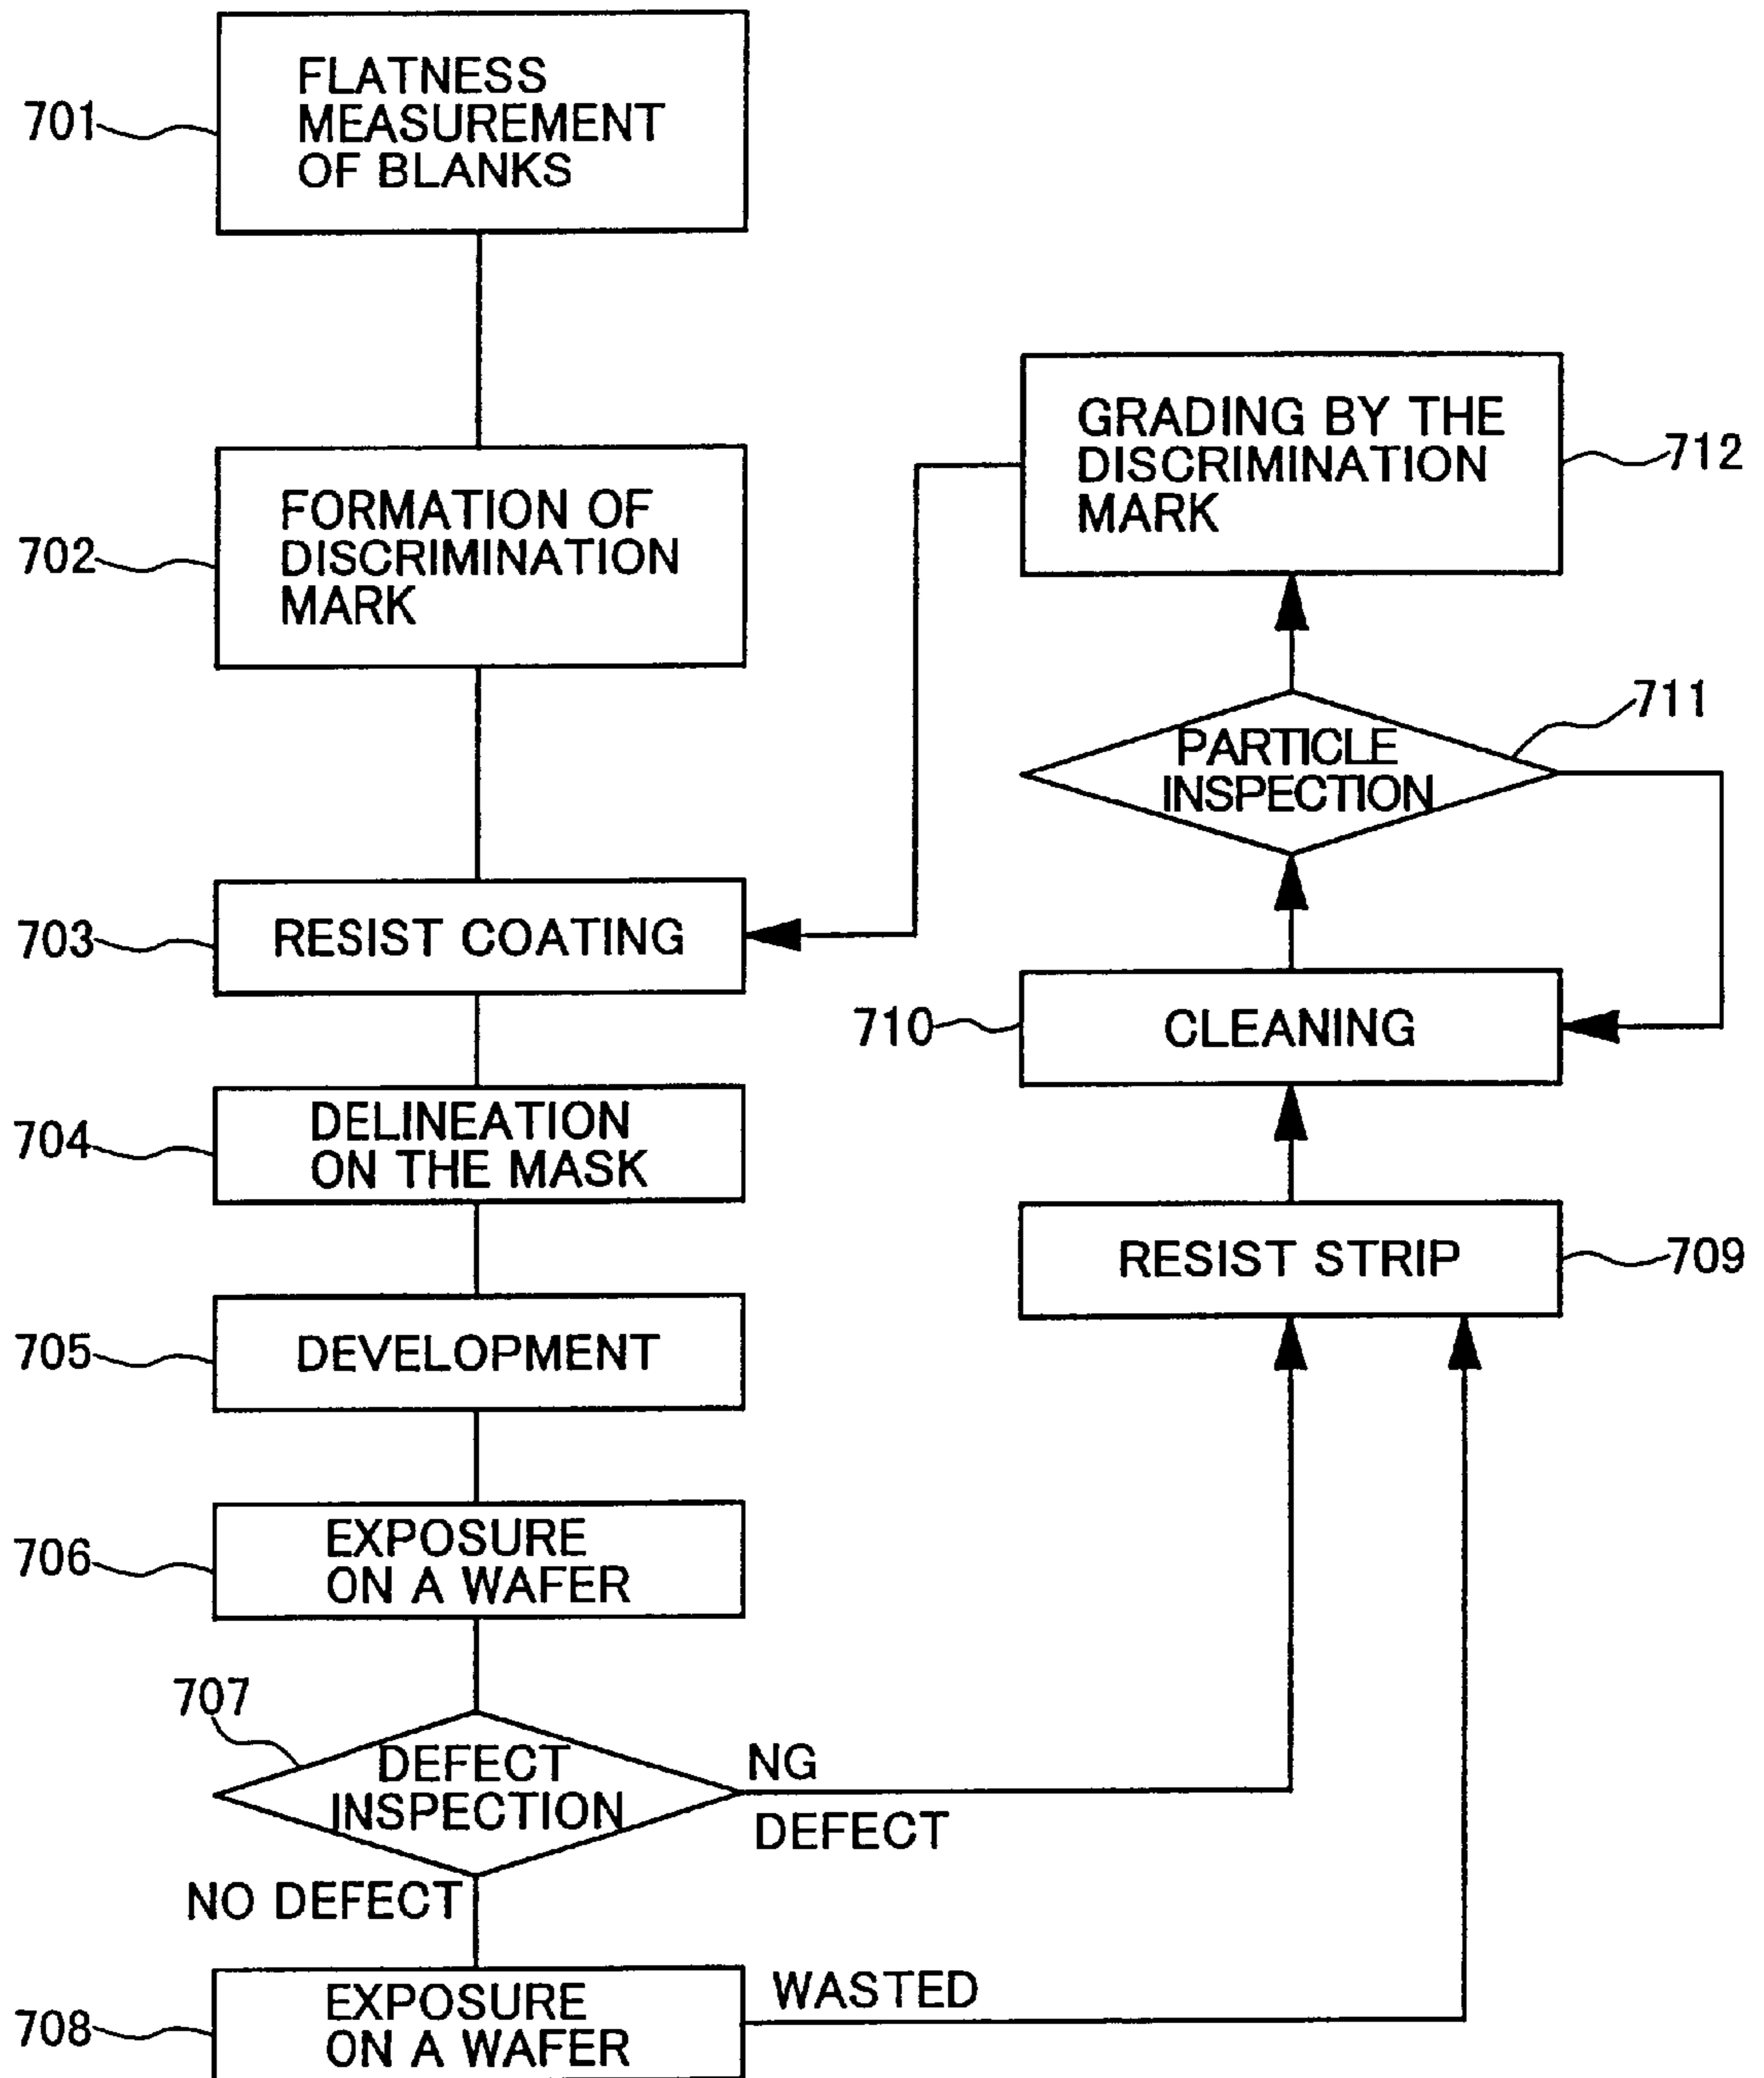 701
FLATNESS
MEASUREMENT
OF BLANKS
702
FORMATION OF
DISCRIMINATION
MARK
703
RESIST COATING
704
DELINEATION
ON THE MASK
705
DEVELOPMENT
706
EXPOSURE
ON A WAFER
707
DEFECT
INSPECTION
NG
DEFECT
NO DEFECT
708
EXPOSURE
ON A WAFER
WASTED
GRADING BY THE
DISCRIMINATION
MARK
712
711
PARTICLE
INSPECTION
710
CLEANING
RESIST STRIP
709